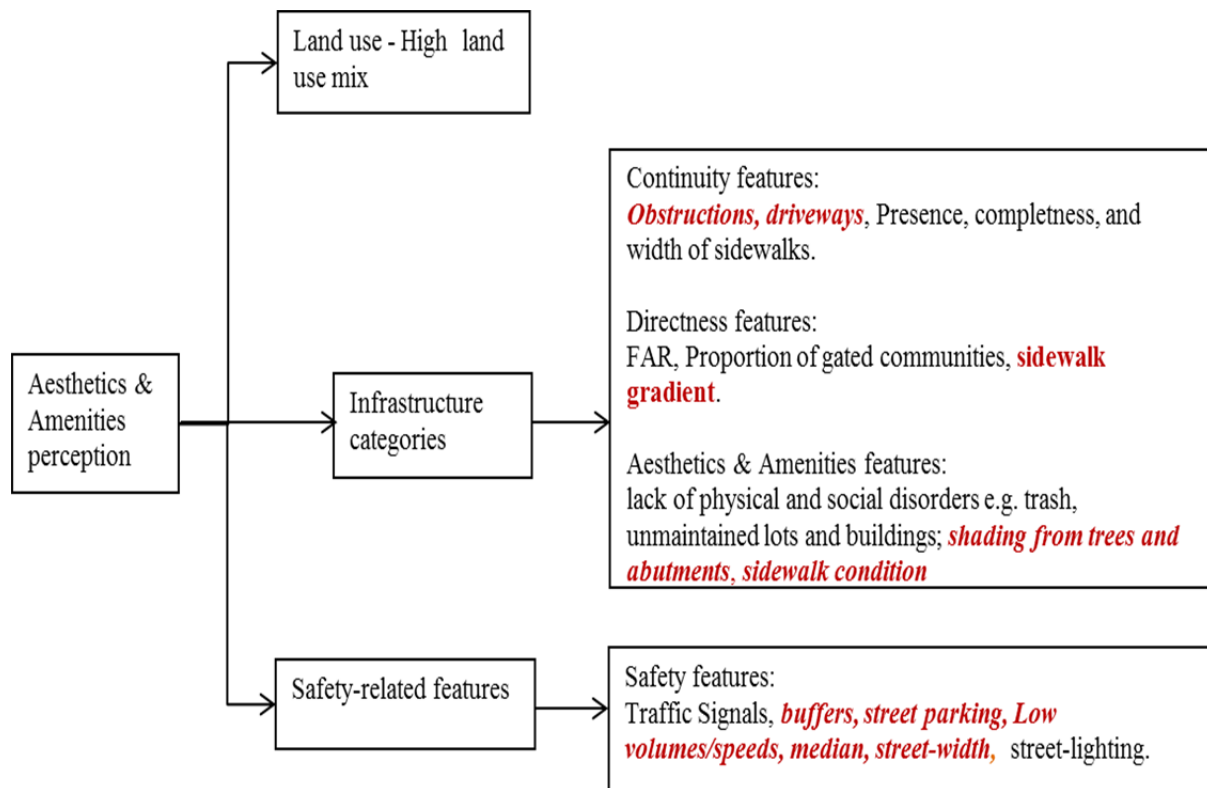 Land use - High land
use mix
Continuity features:
Obstructions, driveways, Presence, completness, and
width of sidewalks.
Directness features:
FAR, Proportion of gated communities, sidewalk
gradient.
Aesthetics & Amenities features:
lack of physical and social disorders e.g. trash,
unmaintained lots and buildings; shading from trees and
abutments, sidewalk condition
Aesthetics &
Amenities
perception
Infrastructure
categories
Safety-related features
Safety features:
Traffic Signals, buffers, street parking, Low
volumes/speeds, median, street-width, street-lighting.